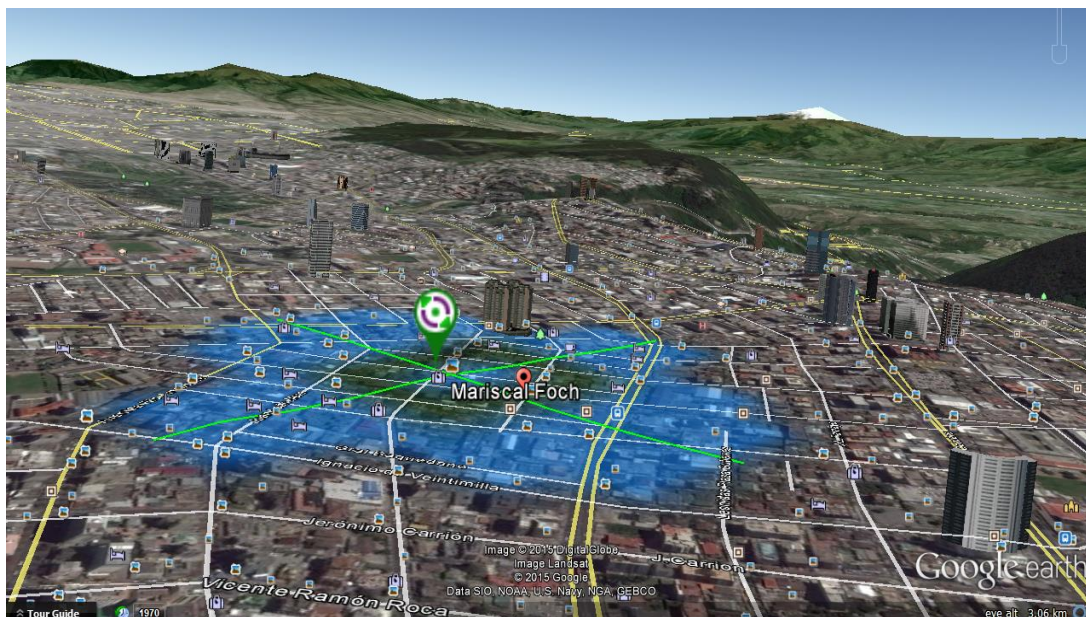 Mariscal Foch
Ignacio de Veintimilla
Jerónimo Carrión
J Carrion
Vicente Ramón Roca
Image © 2015 DigitalGlobe
Image Landsat
© 2015 Google
Data SIO, NOAA, U.S. Navy, NGA, GEBCO
Google earth
Tour Guide
1970
eye alt 3.06 km